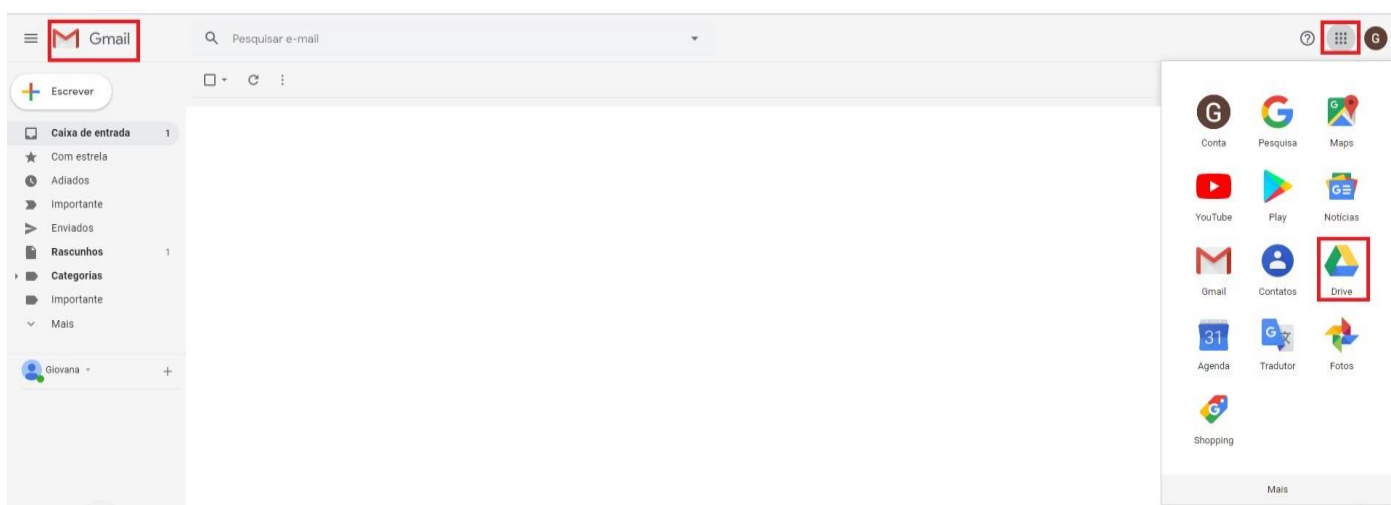 Gmail
Pesquisar e-mail
G
Escrever
Caixa de entrada 1
Com estrela
Adiados
Importante
Enviados
Rascunhos 1
Categorias
Importante
Mais
Giovana
G
Conta Pesquisa Maps
YouTube Play Notícias
Gmail Contatos Drive
31
Agenda Tradutor Fotos
Shopping
Mais